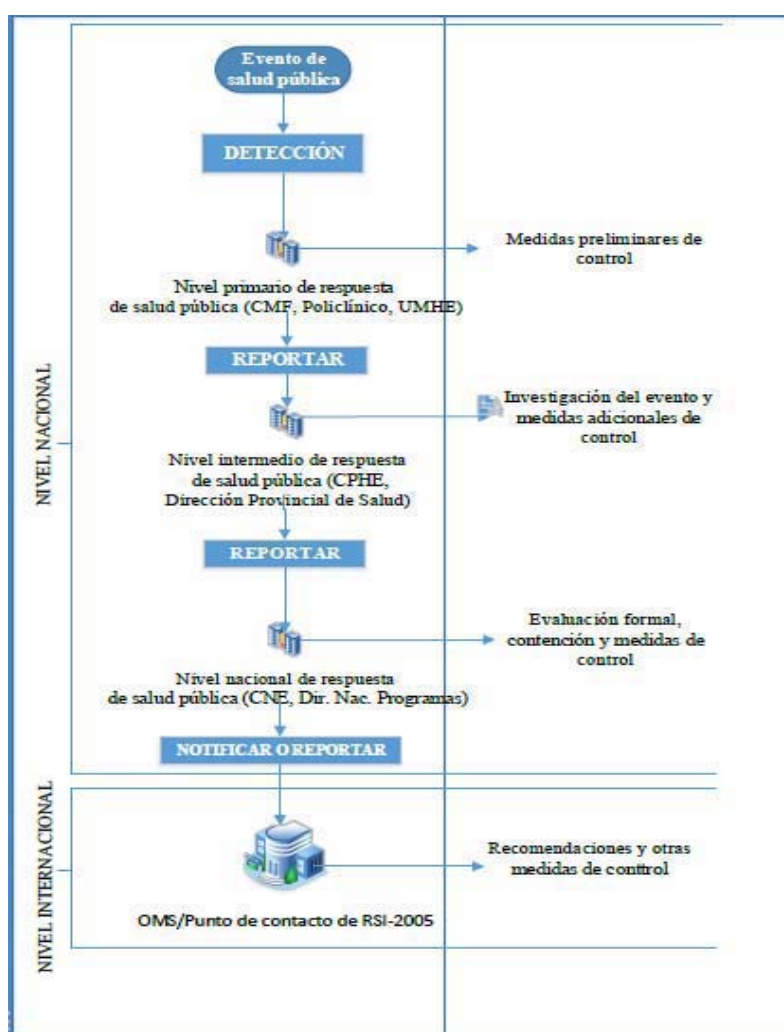 Evento de
salud pública
DETECCIÓN
Medidas preliminares de
control
Nivel primario de respuesta
de salud pública (CMF, Policlínico, UMHE)
REPORTAR
Investigación del evento y
medidas adicionales de
control
Nivel intermedio de respuesta
de salud pública (CPHE,
Dirección Provincial de Salud)
REPORTAR
Evaluación formal,
contención y medidas de
control
Nivel nacional de respuesta
de salud pública (CNE, Dir. Nac. Programas)
NOTIFICAR O REPORTAR
NIVEL NACIONAL
Recomendaciones y otras
medidas de conttrol
OMS/Punto de contacto de RSI-2005
NIVEL INTERNACIONAL